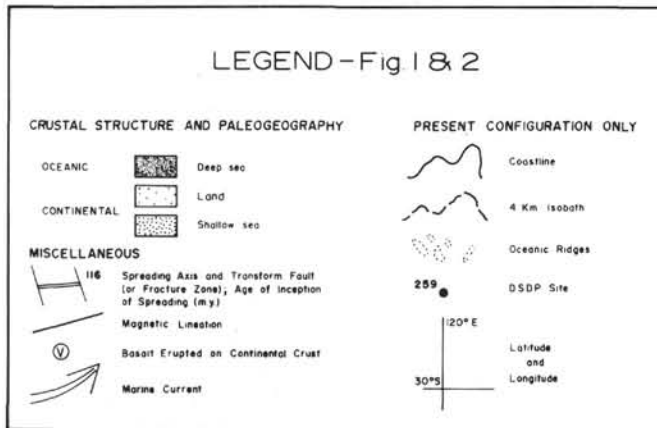 LEGEND – Fig. 1 & 2
CRUSTAL STRUCTURE AND PALEOGEOGRAPHY
OCEANIC
Deep sea
CONTINENTAL
Land
Shallow sea
MISCELLANEOUS
116
Spreading Axis and Transform Fault
(or Fracture Zone); Age of Inception
of Spreading (m.y.)
Magnetic Lineation
V
Basalt Erupted on Continental Crust
Marine Current
PRESENT CONFIGURATION ONLY
Coastline
4 Km Isobath
Oceanic Ridges
259
DSDP Site
120° E
30°S
Latitude
and
Longitude